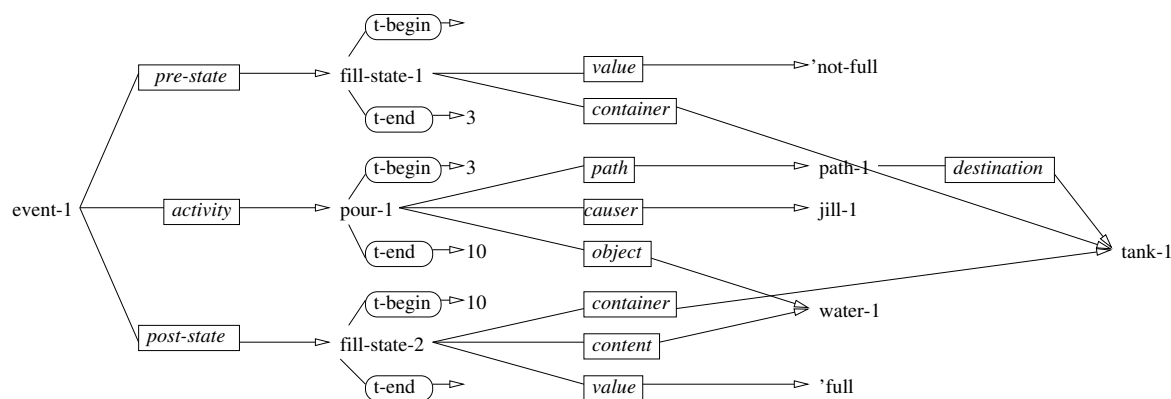 t-begin
pre-state fill-state-1 value 'not-full
t-end 3 container
t-begin 3 path path-1 destination
event-1 activity pour-1 causer jill-1
t-end 10 object tank-1
t-begin 10 container water-1
post-state fill-state-2 content
t-end value 'full